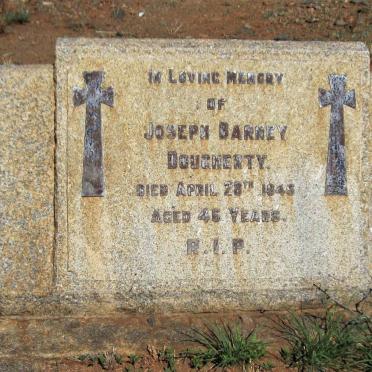 IN LOVING MEMORY
OF
JOSEPH BARNEY
DOUGHERTY.
DIED APRIL 28TH 1943
AGED 46 YEARS.
R.I.P.